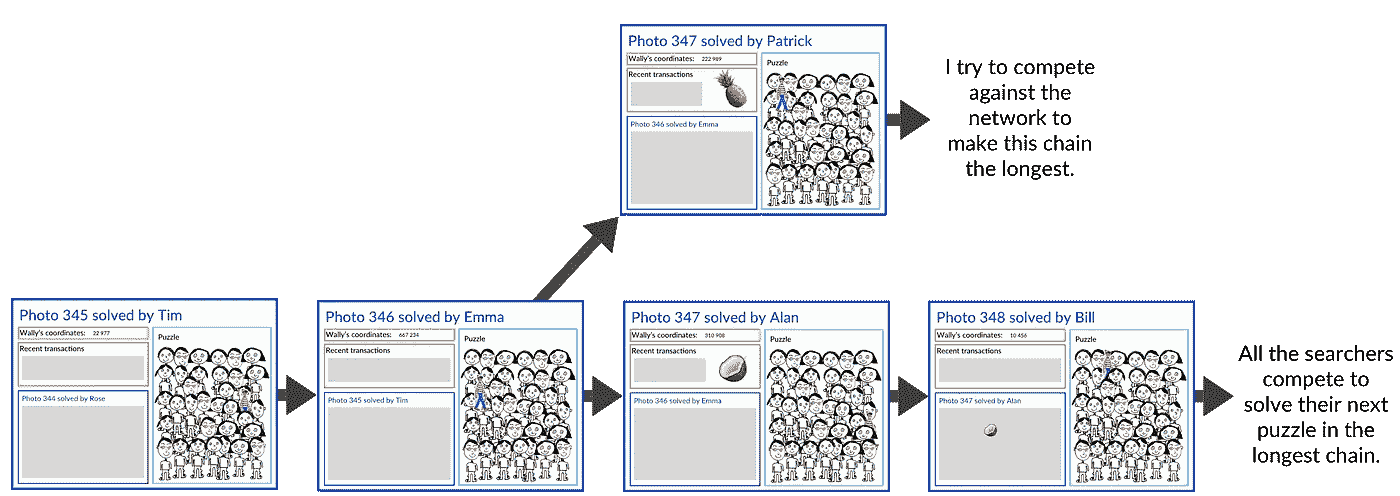 Photo 347 solved by Patrick
Wally's coordinates: 222 989
Recent transactions
Photo 346 solved by Emma
Puzzle
I try to compete
against the
network to
make this chain
the longest.
Photo 345 solved by Tim
Wally's coordinates: 22 977
Recent transactions
Photo 344 solved by Rose
Puzzle
Photo 346 solved by Emma
Wally's coordinates: 667 234
Recent transactions
Photo 345 solved by Tim
Puzzle
Photo 347 solved by Alan
Wally's coordinates: 310 908
Recent transactions
Photo 346 solved by Emma
Puzzle
Photo 348 solved by Bill
Wally's coordinates: 10 456
Recent transactions
Photo 347 solved by Alan
Puzzle
All the searchers
compete to
solve their next
puzzle in the
longest chain.